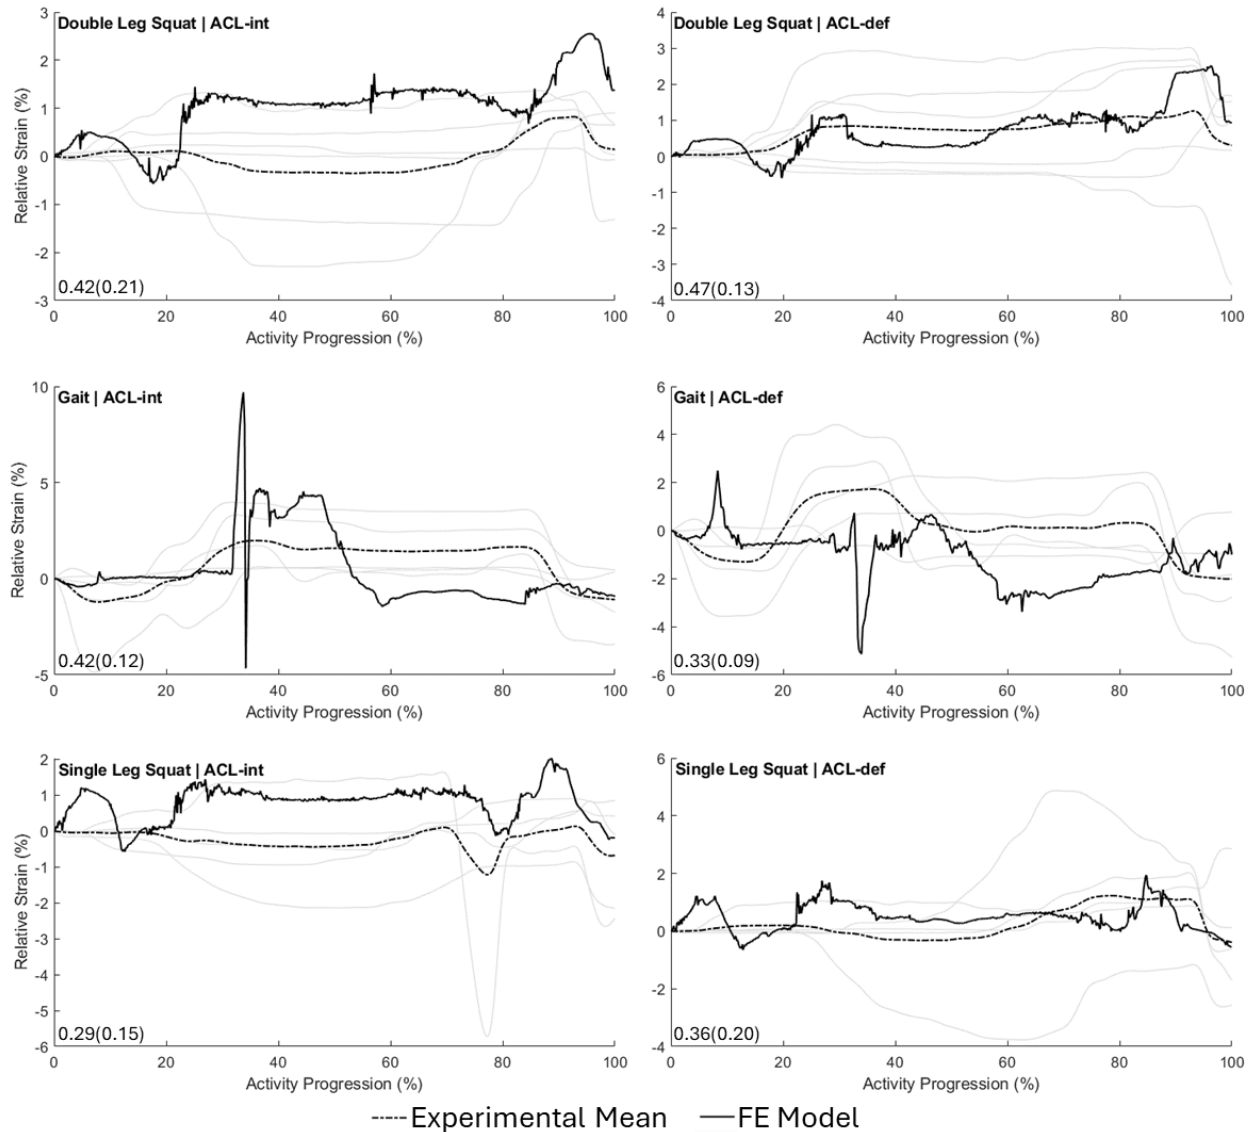 Double Leg Squat | ACL-int
3
2
1
0
-1
-2
-3
Relative Strain (%)
0.42(0.21)
0 20 40 60 80 100
Activity Progression (%)
Double Leg Squat | ACL-def
4
3
2
1
0
-1
-2
-3
-4
0.47(0.13)
0 20 40 60 80 100
Activity Progression (%)
Gait | ACL-int
10
5
0
-5
Relative Strain (%)
0.42(0.12)
0 20 40 60 80 100
Activity Progression (%)
Gait | ACL-def
6
4
2
0
-2
-4
-6
0.33(0.09)
0 20 40 60 80 100
Activity Progression (%)
Single Leg Squat | ACL-int
2
1
0
-1
-2
-3
-4
-5
-6
Relative Strain (%)
0.29(0.15)
0 20 40 60 80 100
Activity Progression (%)
Single Leg Squat | ACL-def
6
4
2
0
-2
-4
0.36(0.20)
0 20 40 60 80 100
Activity Progression (%)
Experimental Mean FE Model